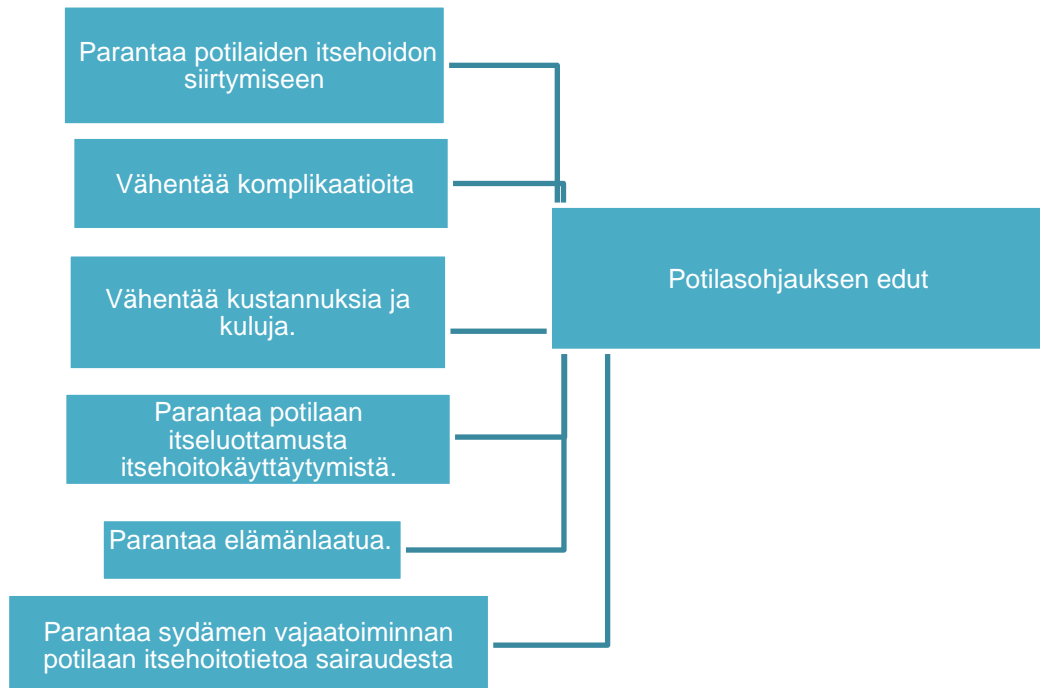 Parantaa potilaiden itsehoidon
siirtymiseen
Vähentää komplikaatioita
Vähentää kustannuksia ja
kuluja.
Potilasohjauksen edut
Parantaa potilaan
itseluottamusta
itsehoitokäyttäytymistä.
Parantaa elämänlaatua.
Parantaa sydämen vajaatoiminnan
potilaan itsehoitotietoa sairaudesta